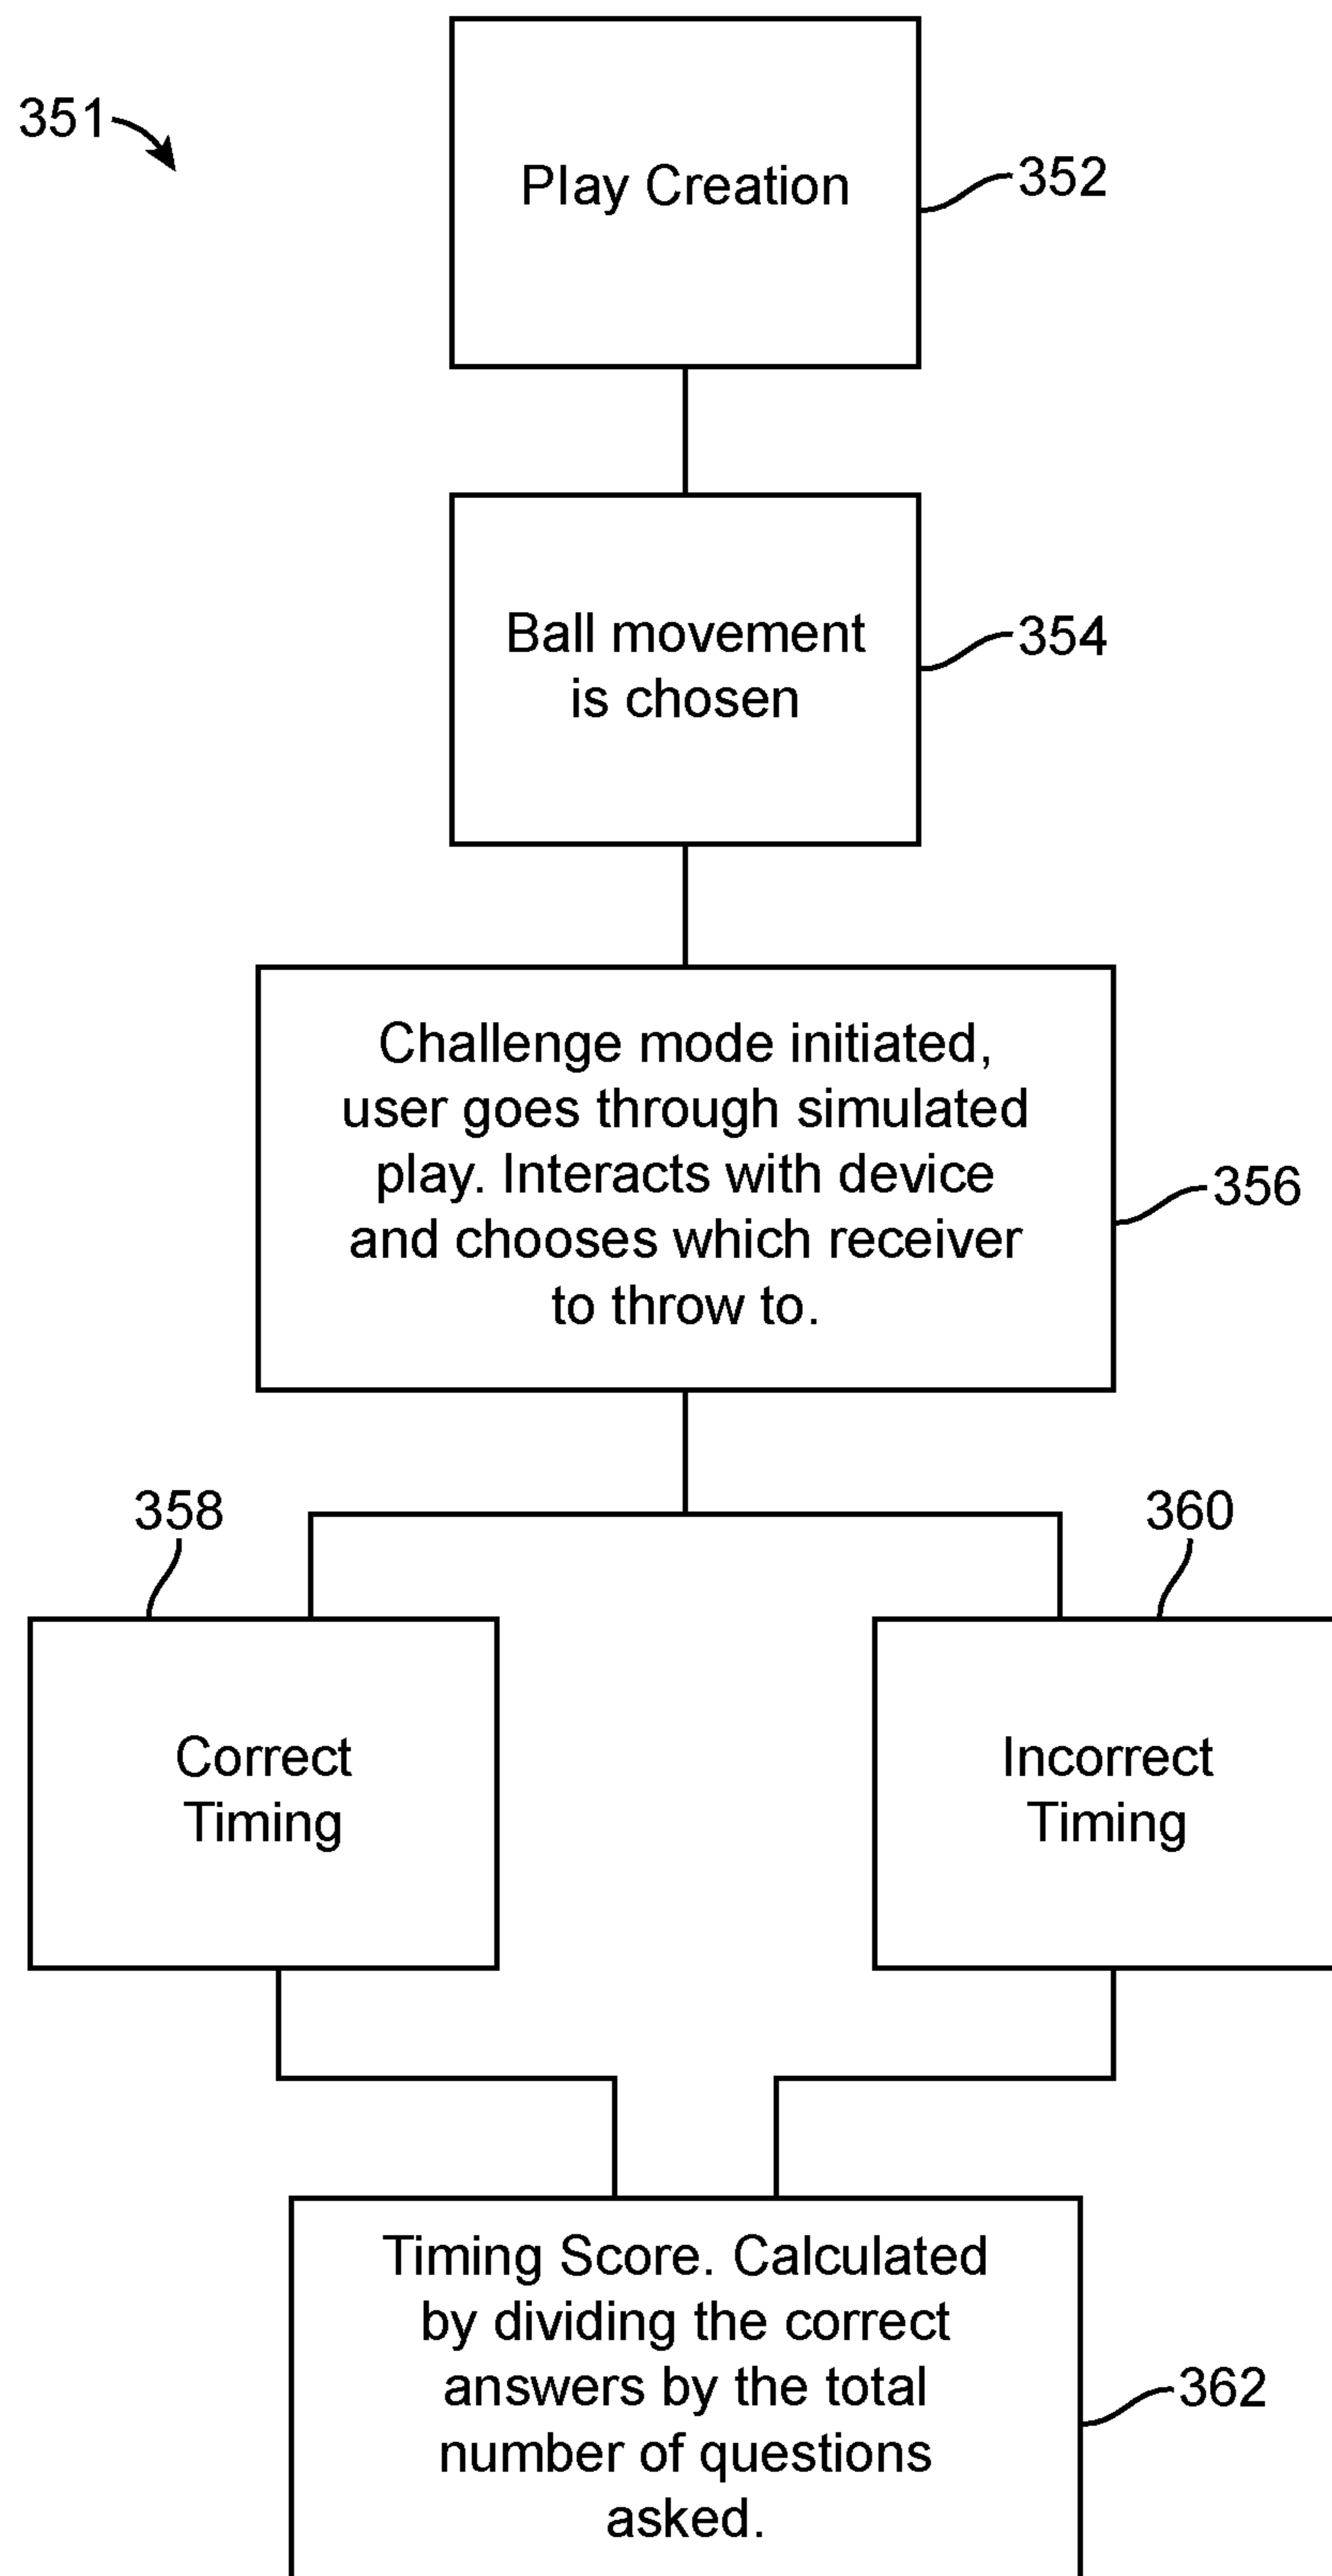 351
Play Creation
352
Ball movement
is chosen
354
Challenge mode initiated,
user goes through simulated
play. Interacts with device
and chooses which receiver
to throw to.
356
358
360
Correct
Timing
Incorrect
Timing
Timing Score. Calculated
by dividing the correct
answers by the total
number of questions
asked.
362